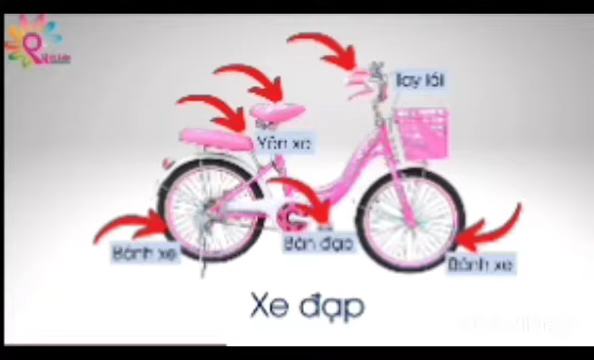 Tay lái
Yên xe
Bàn đạp
Bánh xe
Bánh xe
Xe đạp